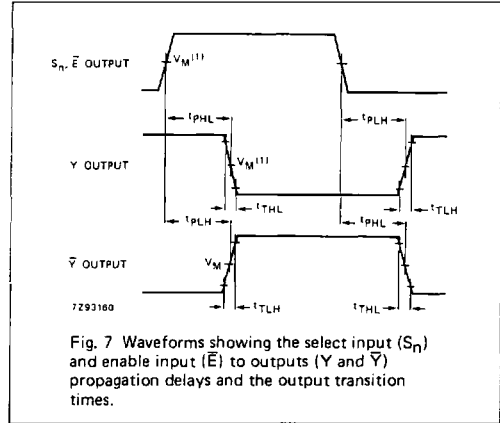 Sn, E̅ OUTPUT
VM(1)
tPHL
tPLH
Y OUTPUT
VM(1)
tTHL
tTLH
tPLH
tPHL
Y̅ OUTPUT
VM
7Z93160
tTLH
tTHL
Fig. 7 Waveforms showing the select input (Sn)
and enable input (E̅) to outputs (Y and Y̅)
propagation delays and the output transition
times.